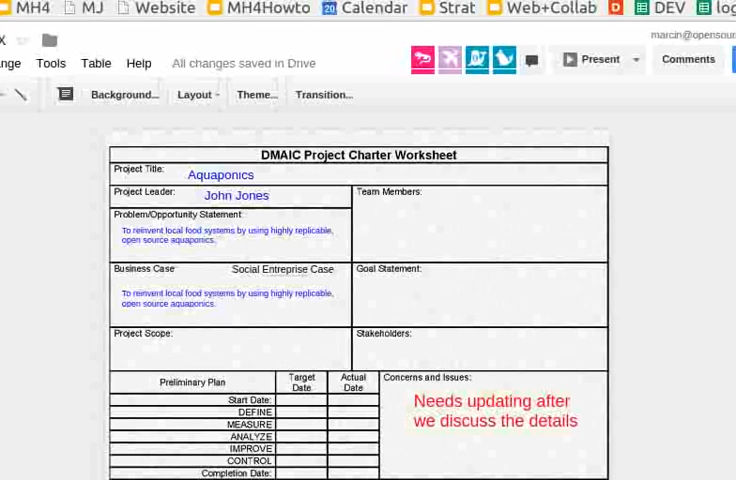 MH4 MJ Website MH4Howto Calendar Strat Web+Collab DEV
marcin@opensour
Tools Table Help All changes saved in Drive Present Comments
Background... Layout Theme... Transition...
DMAIC Project Charter Worksheet
Project Title: Aquaponics
Project Leader: John Jones Team Members:
Problem/Opportunity Statement:
To reinvent local food systems by using highly replicable,
open source aquaponics.
Business Case Social Entreprise Case Goal Statement:
To reinvent local food systems by using highly replicable,
open source aquaponics.
Project Scope: Stakeholders:
Preliminary Plan Target Date Actual Date Concerns and Issues:
Start Date:
DEFINE
MEASURE
ANALYZE
IMPROVE
CONTROL
Completion Date:
Needs updating after
we discuss the details